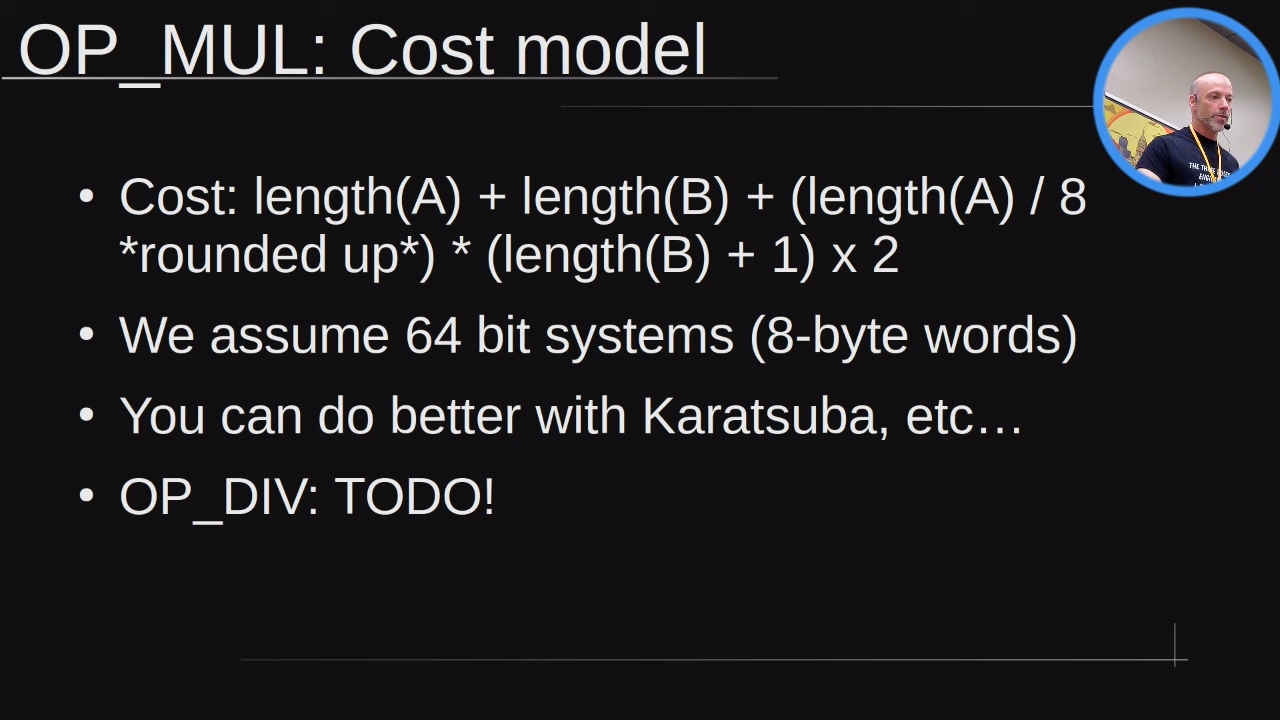 OP_MUL: Cost model
• Cost: length(A) + length(B) + (length(A) / 8
*rounded up*) * (length(B) + 1) x 2
• We assume 64 bit systems (8-byte words)
• You can do better with Karatsuba, etc…
• OP_DIV: TODO!
THE